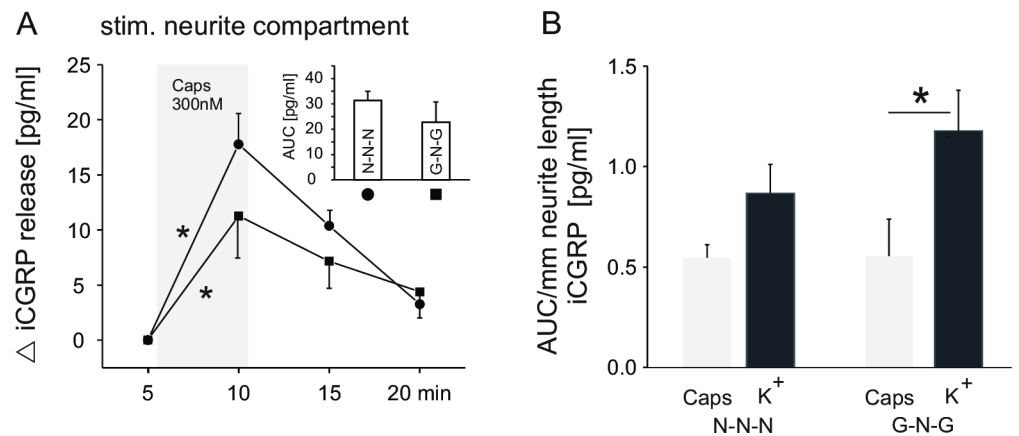 A
stim. neurite compartment
△ iCGRP release [pg/ml]
25
20
15
10
5
0
Caps
300nM
*
*
5
10
15
20 min
AUC [pg/ml]
40
30
20
10
0
N-N-N
G-N-G
B
AUC/mm neurite length
iCGRP [pg/ml]
1.5
1.0
0.5
0.0
*
Caps K+ Caps K+
N-N-N G-N-G